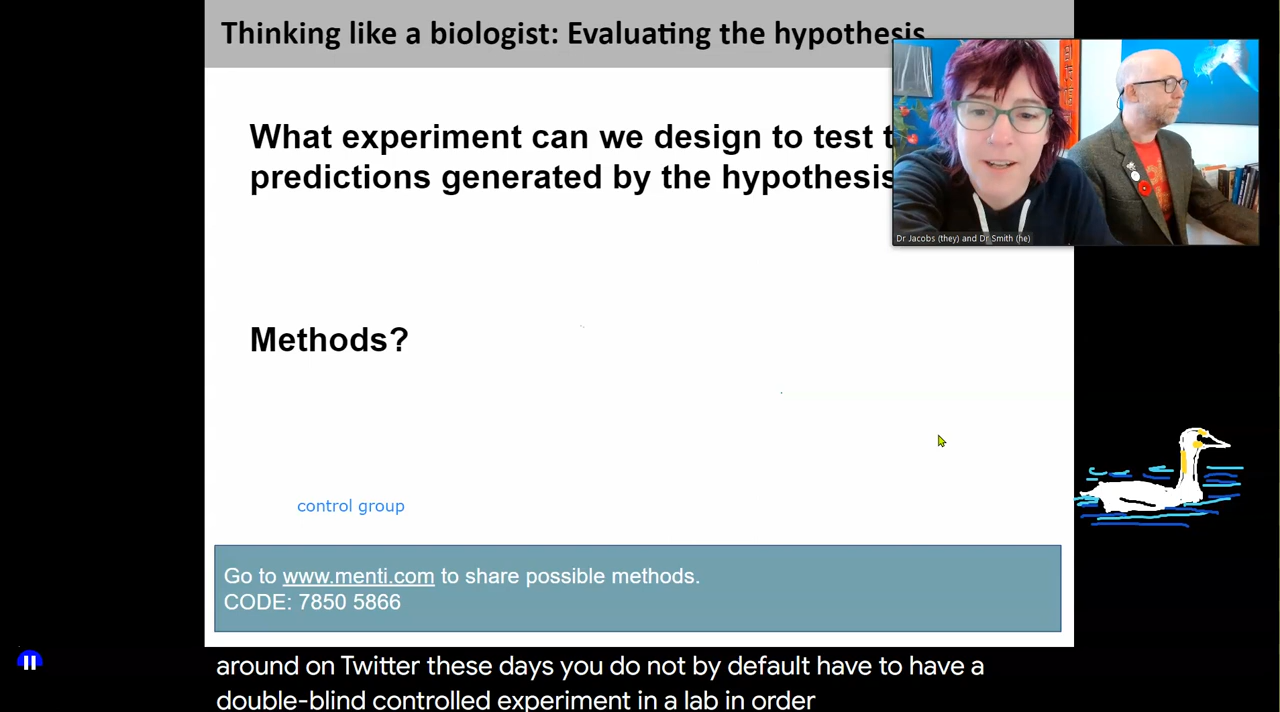 Thinking like a biologist: Evaluating the hypothesis
What experiment can we design to test
predictions generated by the hypothesis
Dr Jacobs (they) and Dr Smith (he)
Methods?
control group
Go to www.menti.com to share possible methods.
CODE: 7850 5866
around on Twitter these days you do not by default have to have a
double-blind controlled experiment in a lab in order